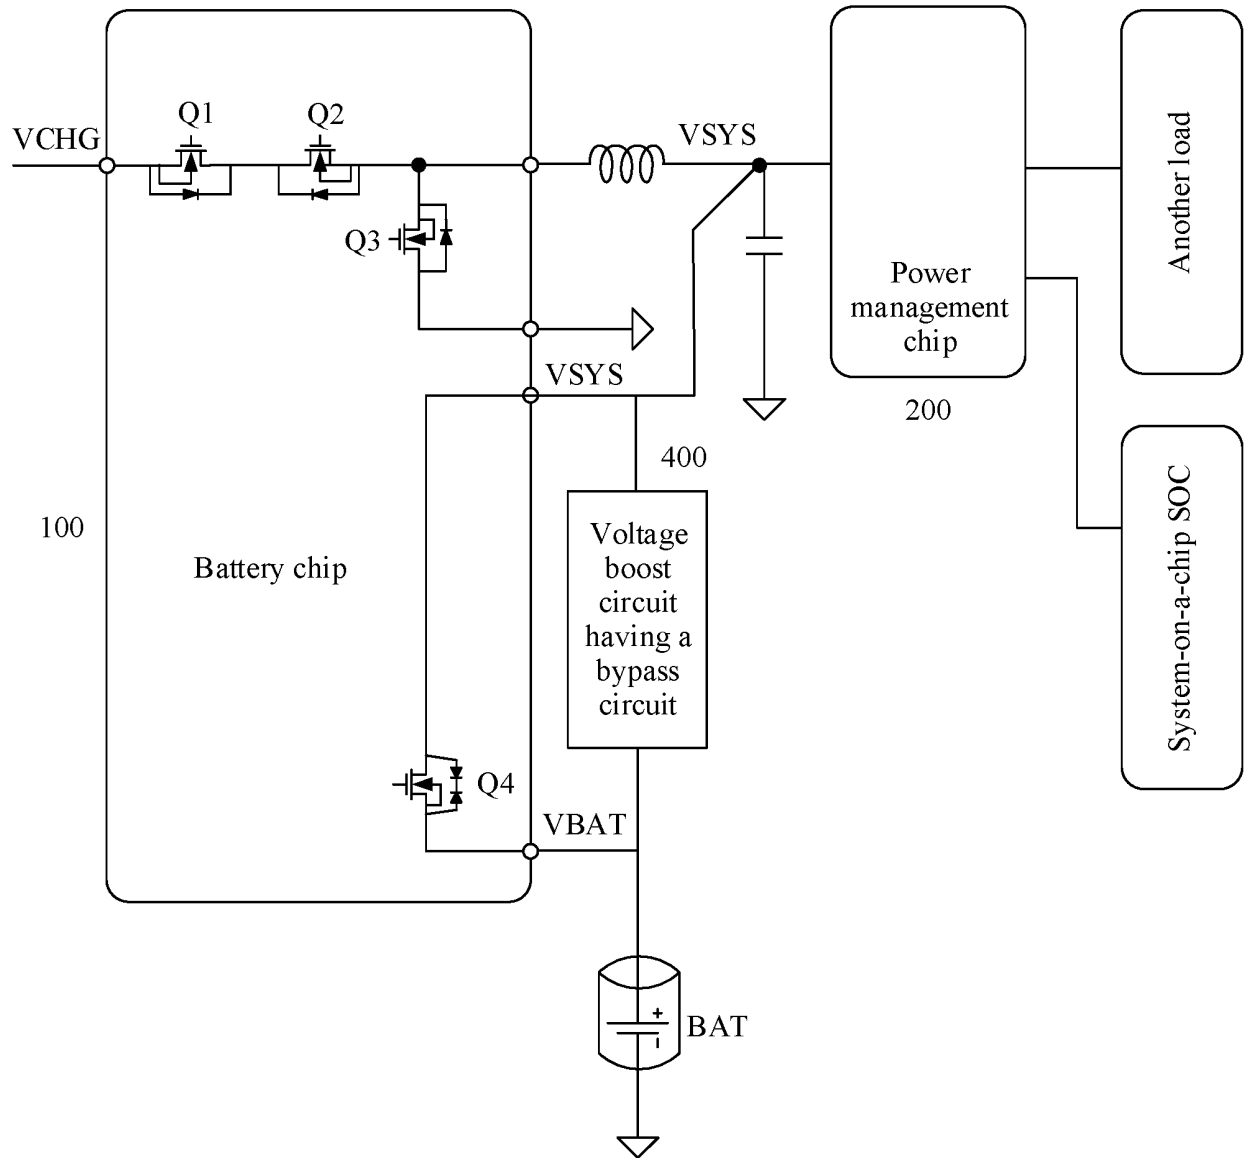 VCHG
Q1
Q2
VSYS
Q3
VSYS
Power
management
chip
200
Another load
400
100
Battery chip
Voltage
boost
circuit
having a
bypass
circuit
System-on-a-chip SOC
Q4
VBAT
+
BAT